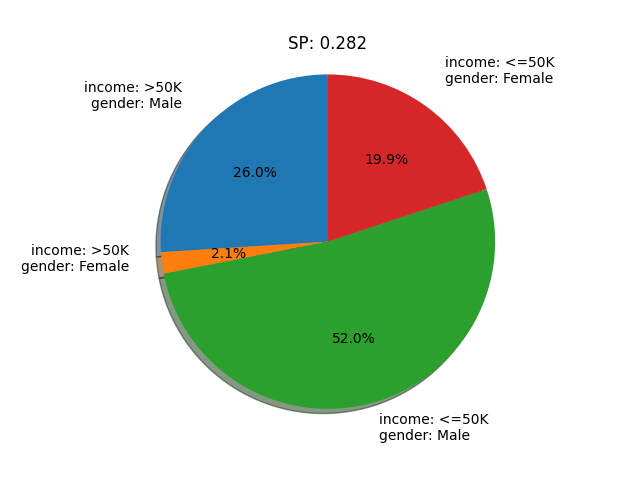 SP: 0.282
income: <=50K
gender: Female
income: >50K
gender: Male
19.9%
26.0%
income: >50K
gender: Female
2.1%
52.0%
income: <=50K
gender: Male